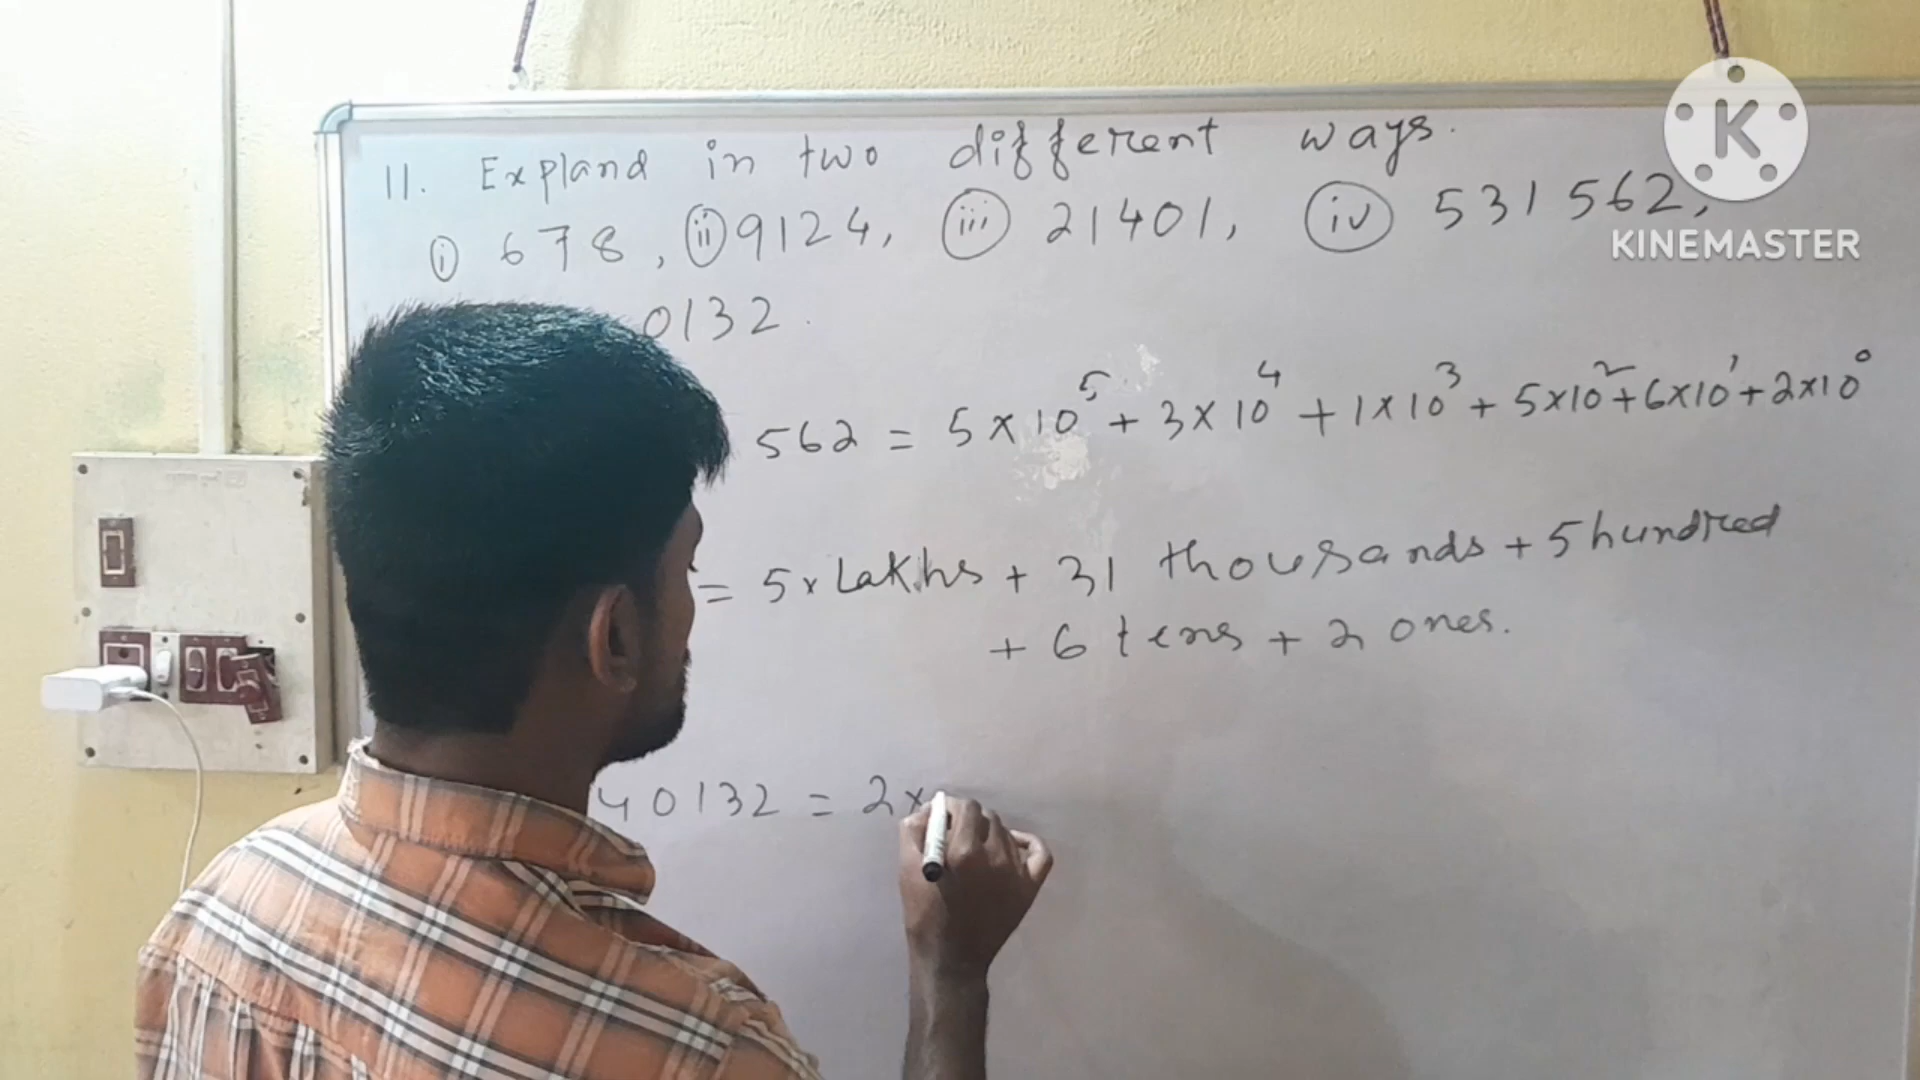 11. Expland in two different ways.
(i) 678, (ii) 9124, (iii) 21401, (iv) 531562,
0132.
562 = 5×10⁵ + 3×10⁴ + 1×10³ + 5×10² + 6×10¹ + 2×10⁰
= 5× Lakhs + 31 thousands + 5 hundred
+ 6 tens + 2 ones.
40132 = 2×
K
KINEMASTER